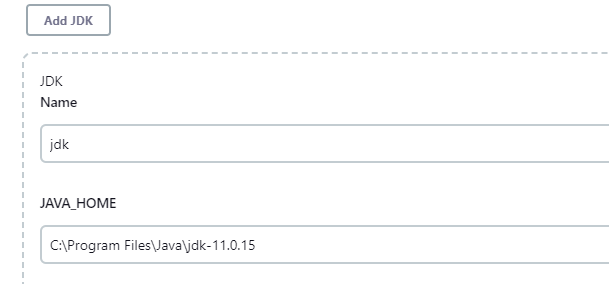 Add JDK
JDK
Name
jdk
JAVA_HOME
C:\Program Files\Java\jdk-11.0.15